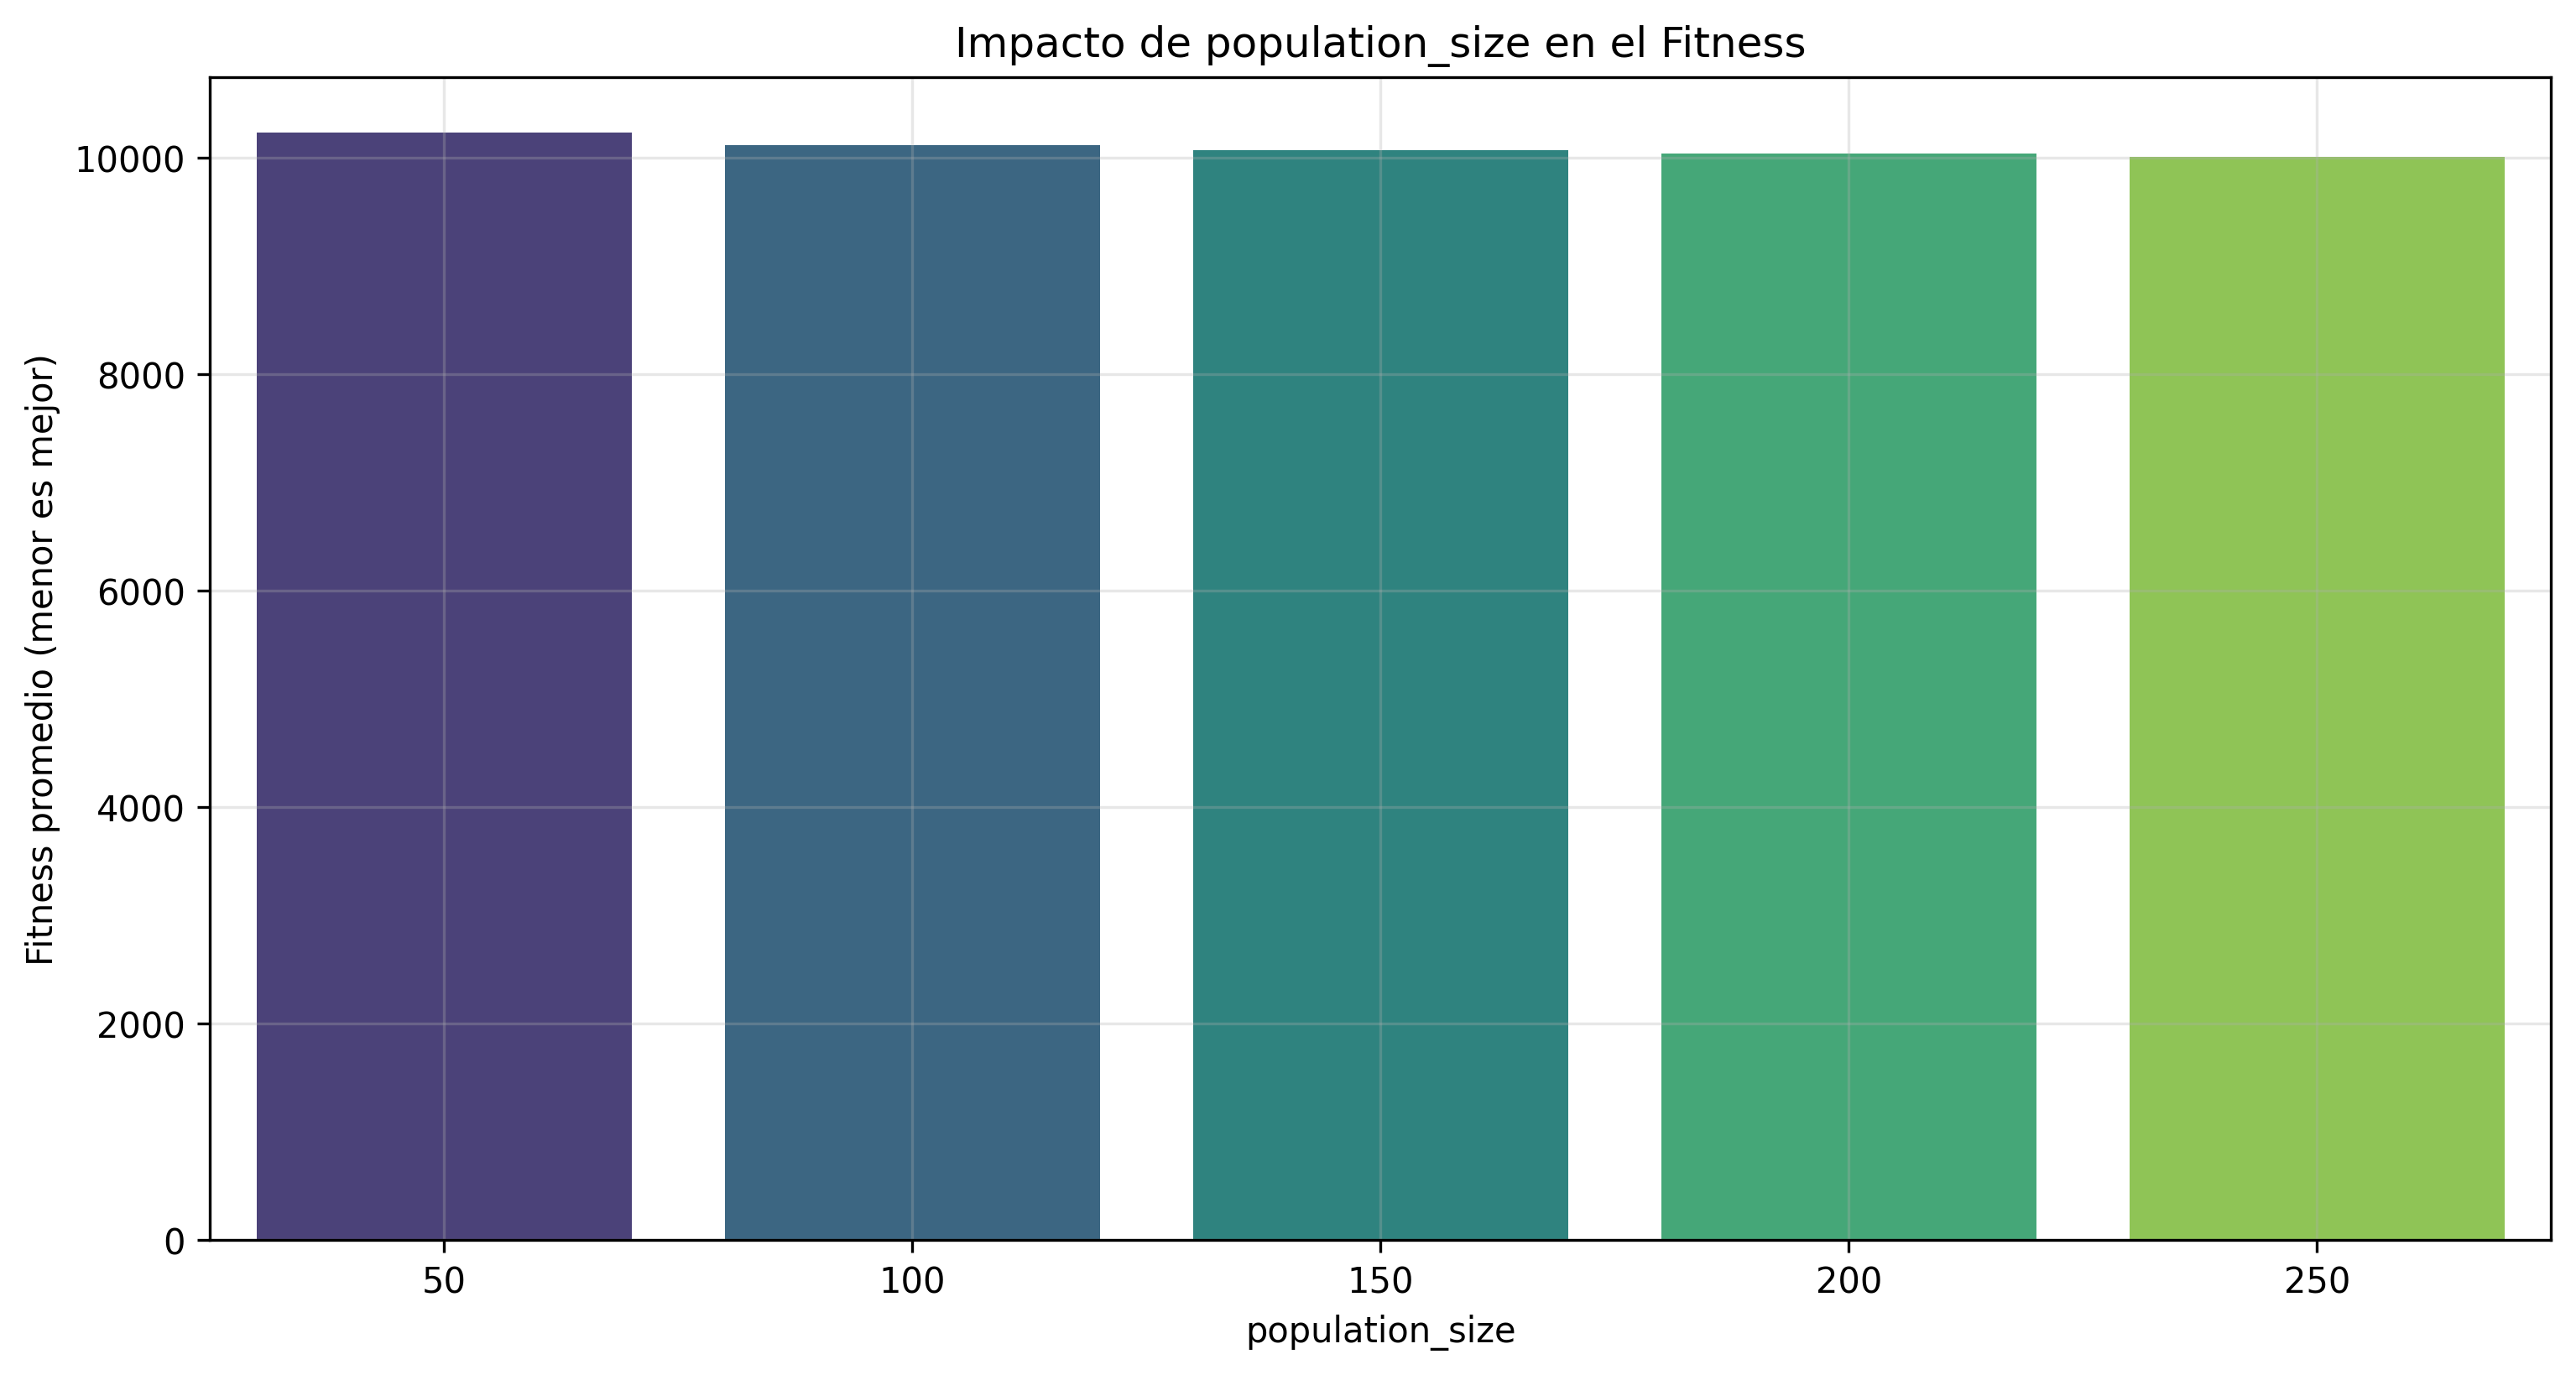 Impacto de population_size en el Fitness
Fitness promedio (menor es mejor)
10000
8000
6000
4000
2000
0
50 100 150 200 250
population_size